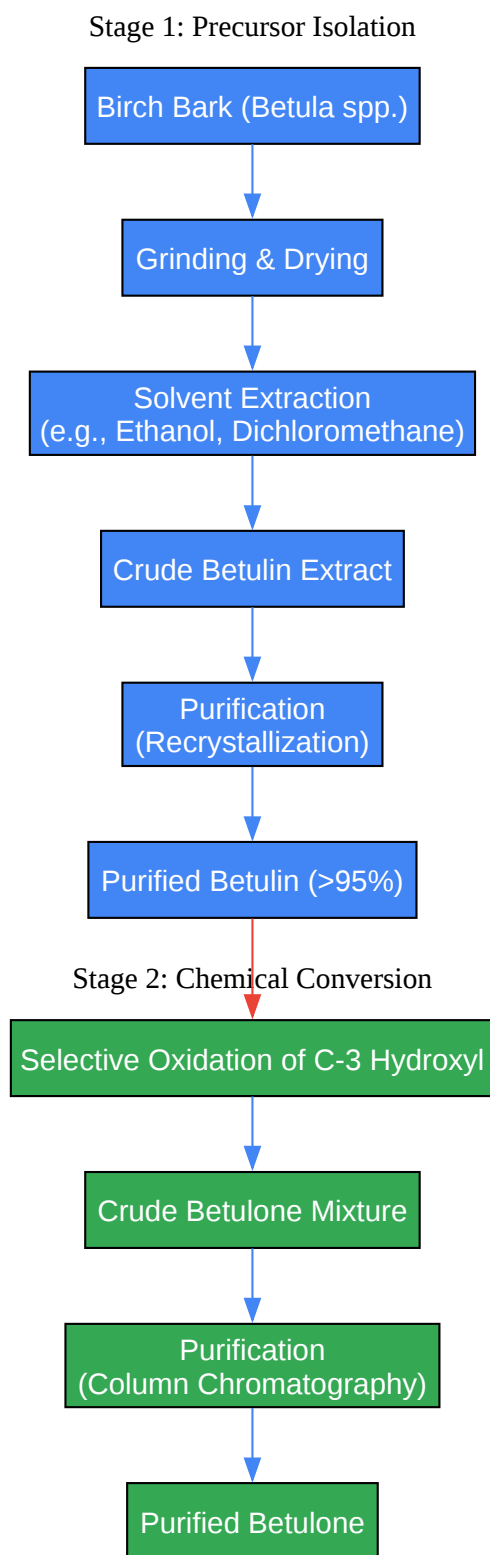 Stage 1: Precursor Isolation
Birch Bark (Betula spp.)
Grinding & Drying
Solvent Extraction
(e.g., Ethanol, Dichloromethane)
Crude Betulin Extract
Purification
(Recrystallization)
Purified Betulin (>95%)
Stage 2: Chemical Conversion
Selective Oxidation of C-3 Hydroxyl
Crude Betulone Mixture
Purification
(Column Chromatography)
Purified Betulone